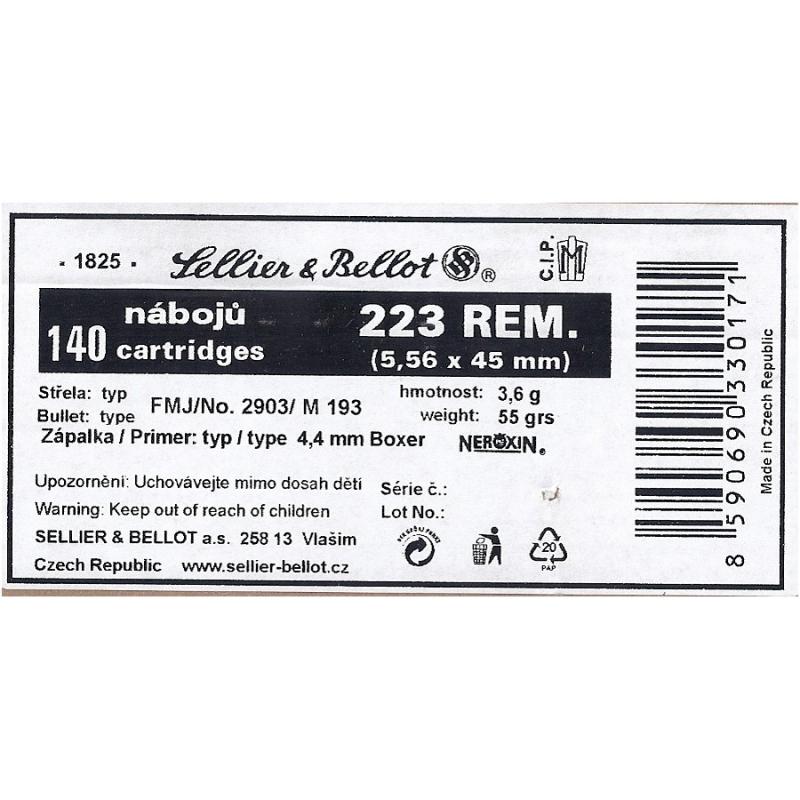 · 1825 · Sellier & Bellot S&B ® C.I.P.
nábojů
140 cartridges
223 REM.
(5,56 x 45 mm)
Střela: typ
Bullet: type
FMJ/No. 2903/ M 193
hmotnost: 3,6 g
weight: 55 grs
Zápalka / Primer: typ / type 4,4 mm Boxer
NEROXIN.
Upozornění: Uchovávejte mimo dosah dětí
Warning: Keep out of reach of children
Série č.:
Lot No.:
SELLIER & BELLOT a.s. 258 13 Vlašim
Czech Republic www.sellier-bellot.cz
20
PAP
8 590690 330171
Made in Czech Republic